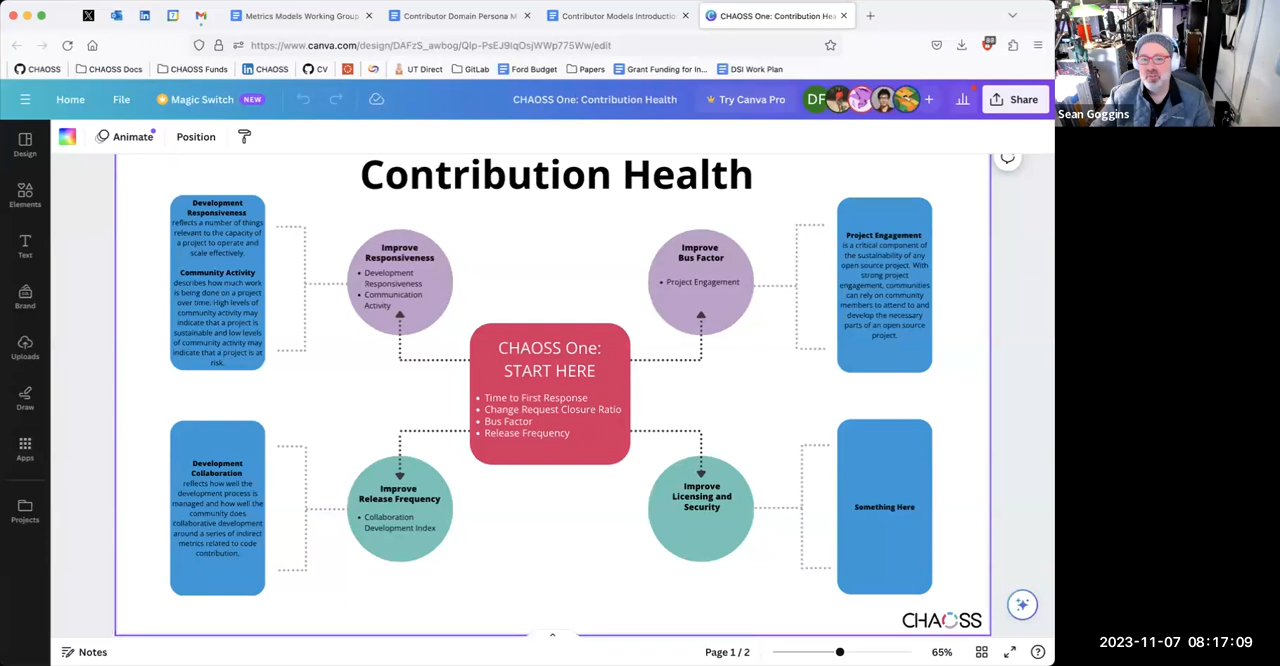 Metrics Models Working Group
Contributor Domain Persona M
Contributor Models Introductio
CHAOSS One: Contribution Hea
https://www.canva.com/design/DAFzS_awbog/QIp-PsEJ9IqOsjWWp775Ww/edit
CHAOSS
CHAOSS Docs
CHAOSS Funds
CHAOSS
CV
UT Direct
GitLab
Ford Budget
Papers
Grant Funding for In...
DSI Work Plan
Home
File
Magic Switch
NEW
CHAOSS One: Contribution Health
Try Canva Pro
DF
Share
Sean Goggins
Animate
Position
Design
Elements
Text
Brand
Uploads
Draw
Apps
Projects
Contribution Health
Development
Responsiveness
reflects a number of things
relevant to the capacity of
a project to operate and
scale effectively.
Community Activity
describes how much work
is being done on a project
over time. High levels of
community activity may
indicate that a project is
sustainable and low levels
of community activity may
indicate that a project is at
risk.
Improve
Responsiveness
• Development
Responsiveness
• Communication
Activity
Improve
Bus Factor
• Project Engagement
Project Engagement
is a critical component of
the sustainability of any
open source project. With
strong project
engagement, communities
can rely on community
members to attend to and
develop the necessary
parts of an open source
project.
CHAOSS One:
START HERE
• Time to First Response
• Change Request Closure Ratio
• Bus Factor
• Release Frequency
Development
Collaboration
reflects how well the
development process is
managed and how well the
community does
collaborative development
around a series of indirect
metrics related to code
contribution.
Improve
Release Frequency
• Collaboration
Development Index
Improve
Licensing and
Security
Something Here
CHAOSS
Notes
Page 1 / 2
65%
2023-11-07 08:17:09